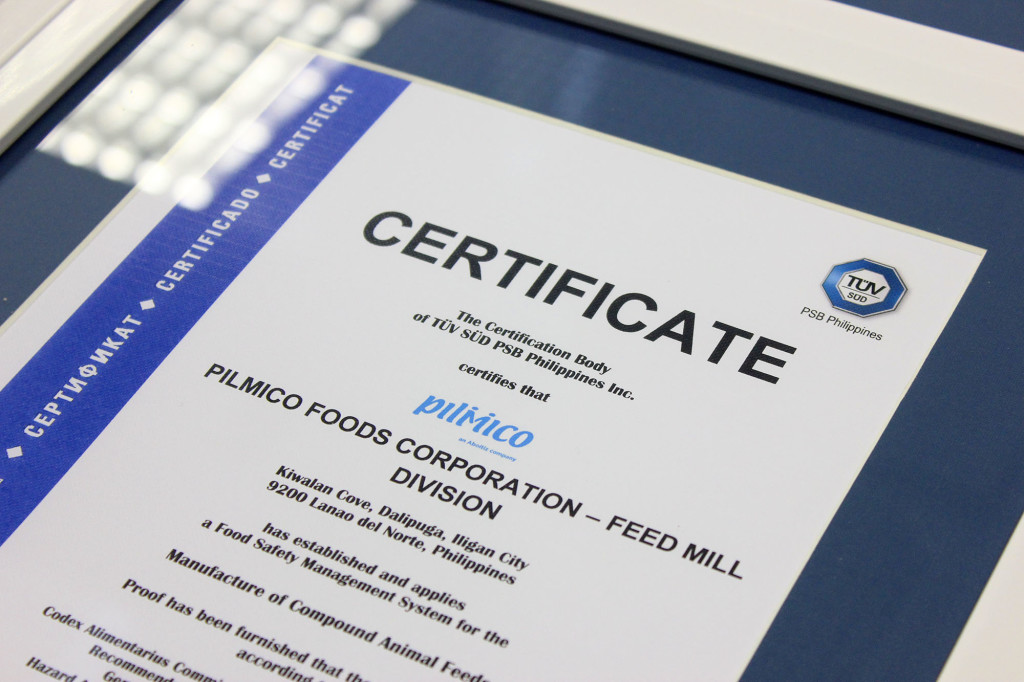 СЕРТИФИКАТ ◆ CERTIFICADO ◆ CERTIFICAT
CERTIFICATE
TÜV
SÜD
PSB Philippines
The Certification Body
of TÜV SÜD PSB Philippines Inc.
certifies that
pilmico
an Aboitiz company
PILMICO FOODS CORPORATION – FEED MILL
DIVISION
Kiwalan Cove, Dalipuga, Iligan City
9200 Lanao del Norte, Philippines
has established and applies
a Food Safety Management System for the
Manufacture of Compound Animal Feeds
Proof has been furnished that the
according
Codex Alimentarius
Recommend
Hazard